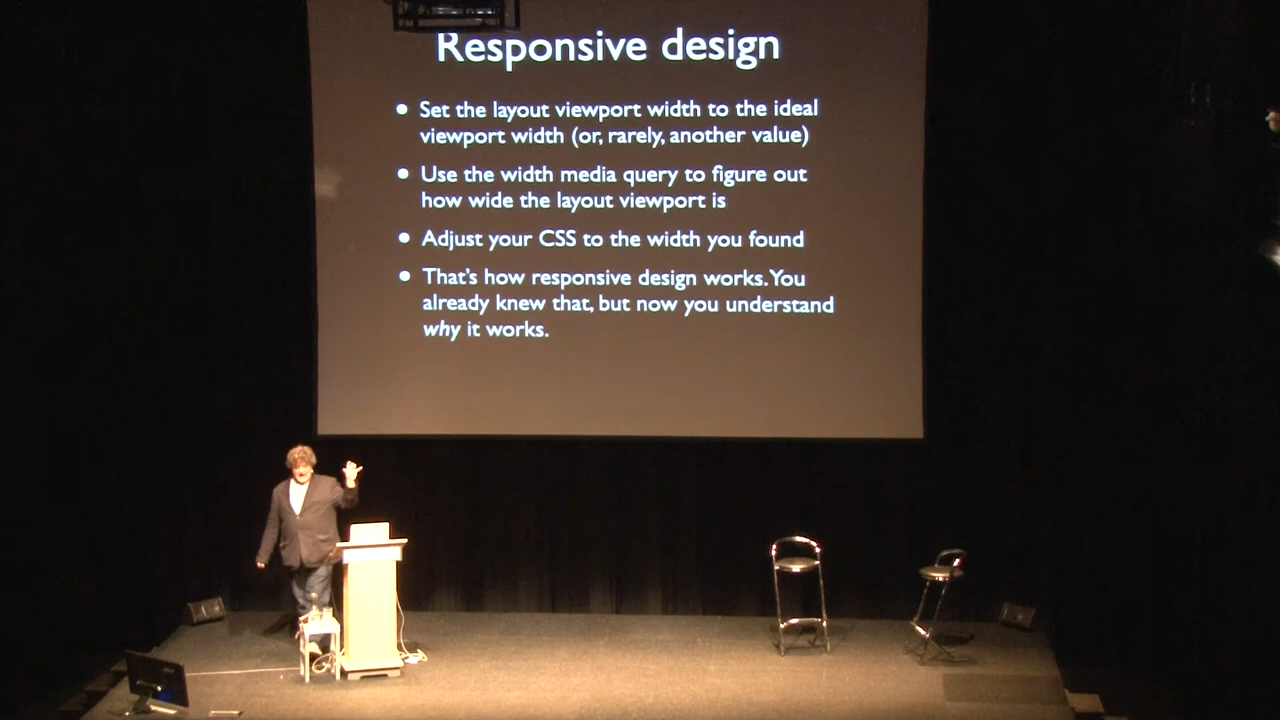 Responsive design
• Set the layout viewport width to the ideal
viewport width (or, rarely, another value)
• Use the width media query to figure out
how wide the layout viewport is
• Adjust your CSS to the width you found
• That's how responsive design works. You
already knew that, but now you understand
why it works.